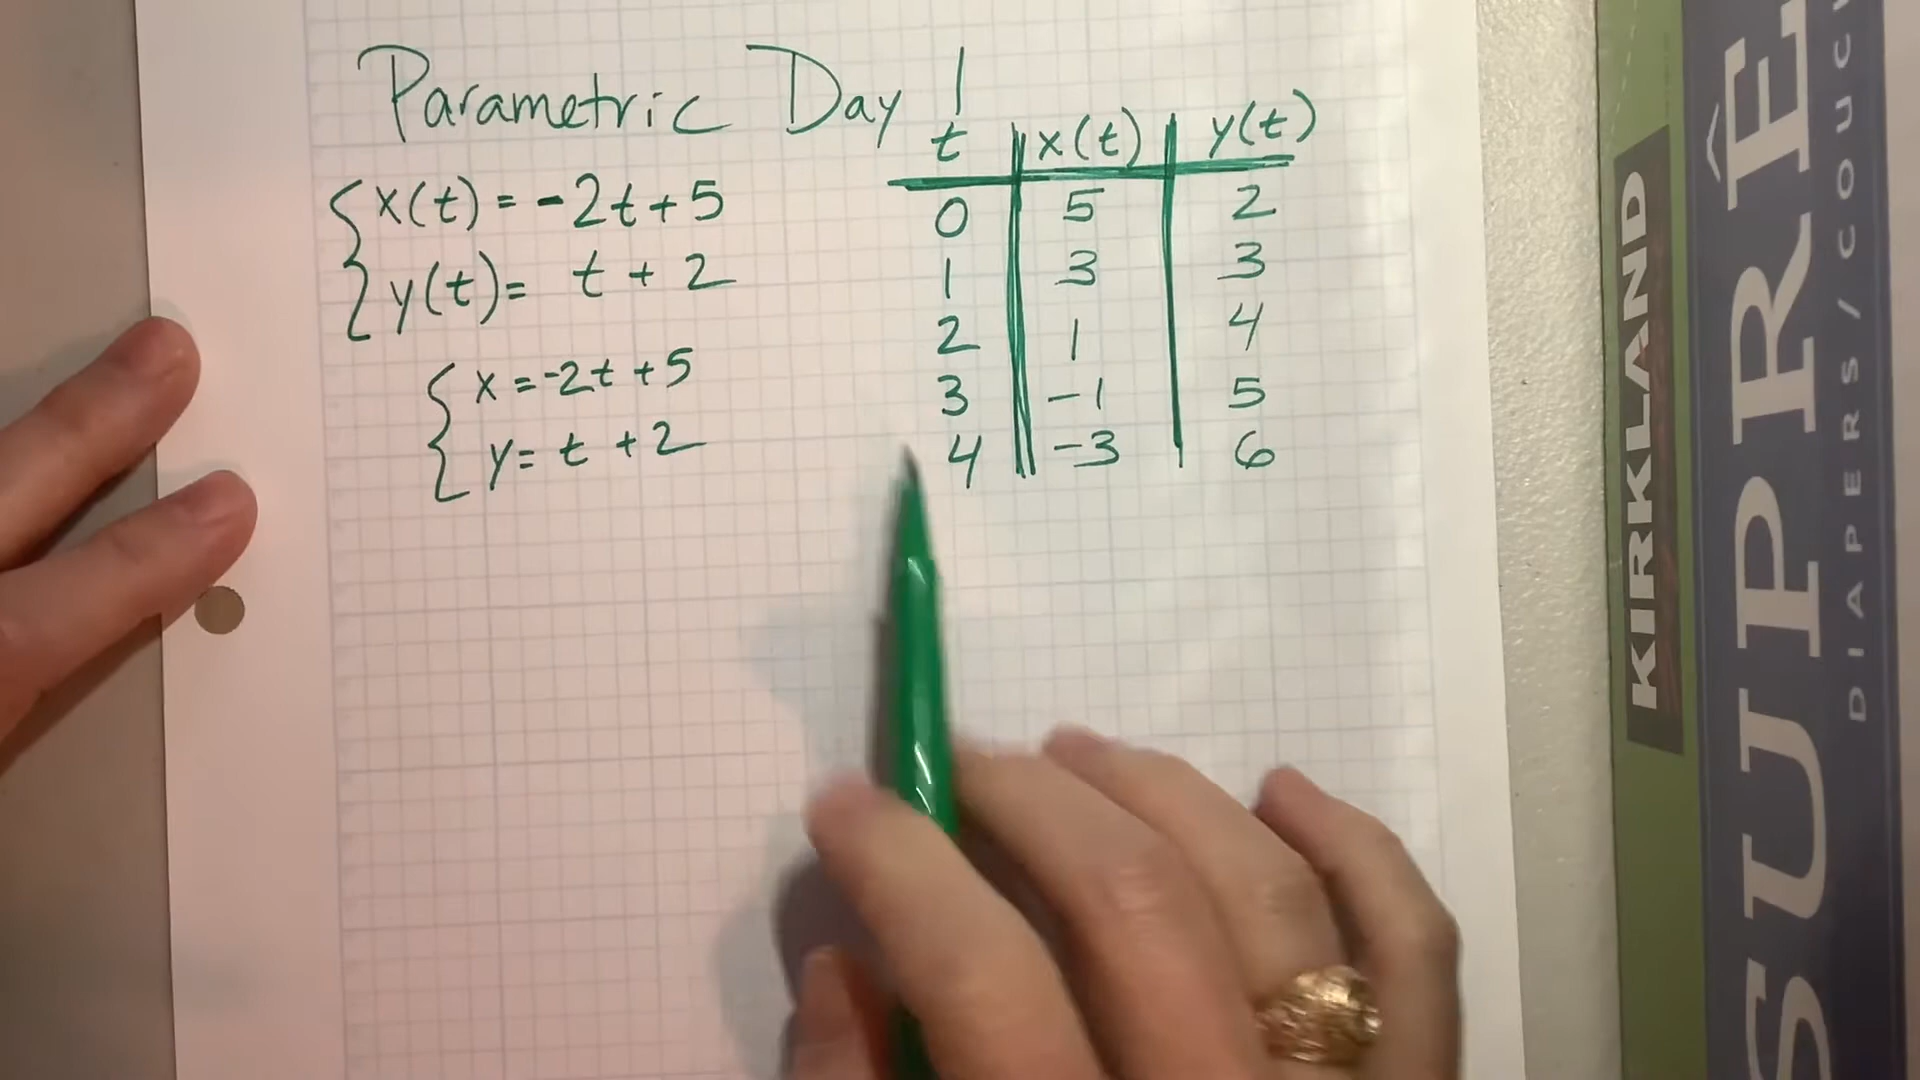 Parametric Day 1
x(t) = -2t+5
y(t) = t + 2
x = -2t + 5
y = t + 2
t x(t) y(t)
0 5 2
1 3 3
2 1 4
3 -1 5
4 -3 6
KIRKLAND
SUPRÊ
DIAPERS / COUC